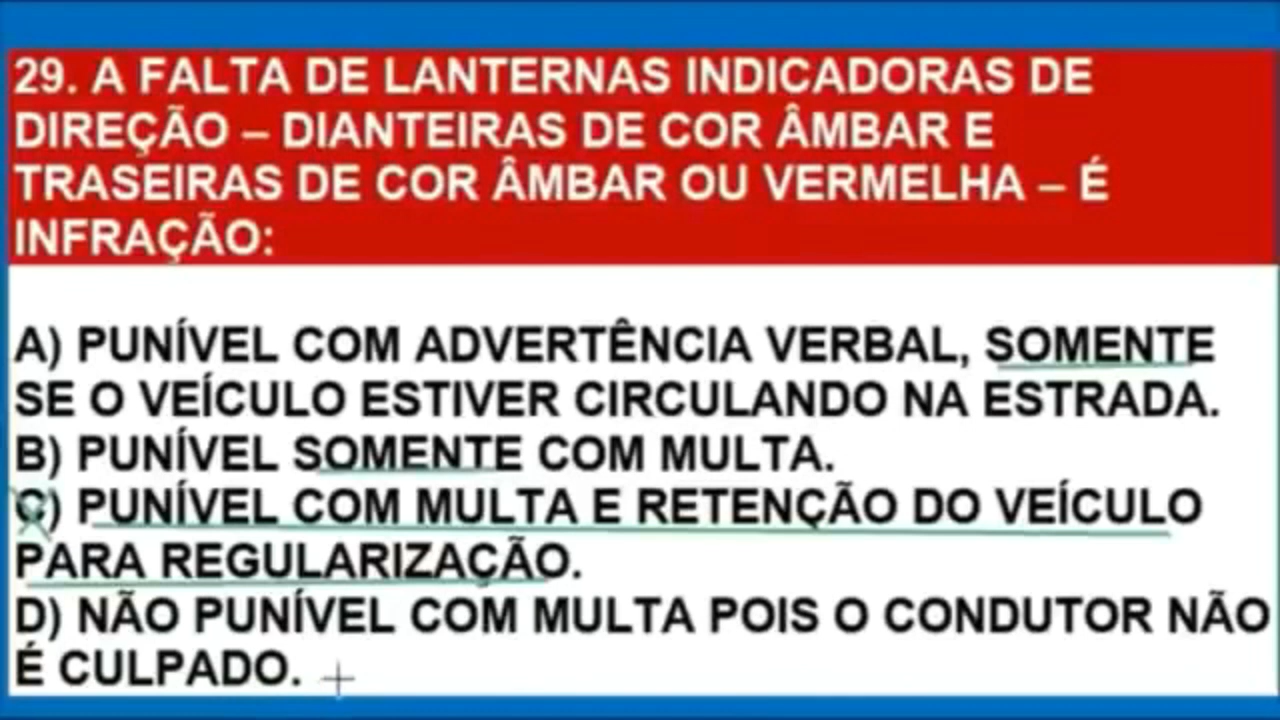 29. A FALTA DE LANTERNAS INDICADORAS DE
DIREÇÃO – DIANTEIRAS DE COR ÂMBAR E
TRASEIRAS DE COR ÂMBAR OU VERMELHA – É
INFRAÇÃO:
A) PUNÍVEL COM ADVERTÊNCIA VERBAL, SOMENTE
SE O VEÍCULO ESTIVER CIRCULANDO NA ESTRADA.
B) PUNÍVEL SOMENTE COM MULTA.
C) PUNÍVEL COM MULTA E RETENÇÃO DO VEÍCULO
PARA REGULARIZAÇÃO.
D) NÃO PUNÍVEL COM MULTA POIS O CONDUTOR NÃO
É CULPADO.